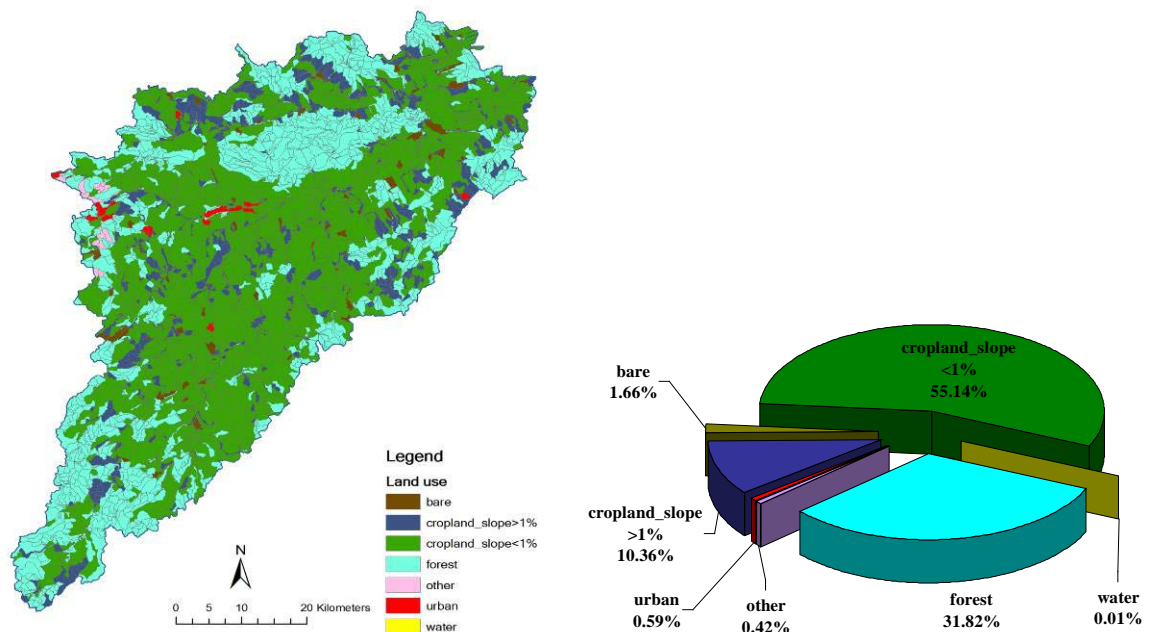 Legend
Land use
bare
cropland_slope>1%
cropland_slope<1%
forest
other
urban
water
N
0 5 10 20 Kilometers
cropland_slope
<1%
55.14%
bare
1.66%
cropland_slope
>1%
10.36%
urban
0.59%
other
0.42%
forest
31.82%
water
0.01%